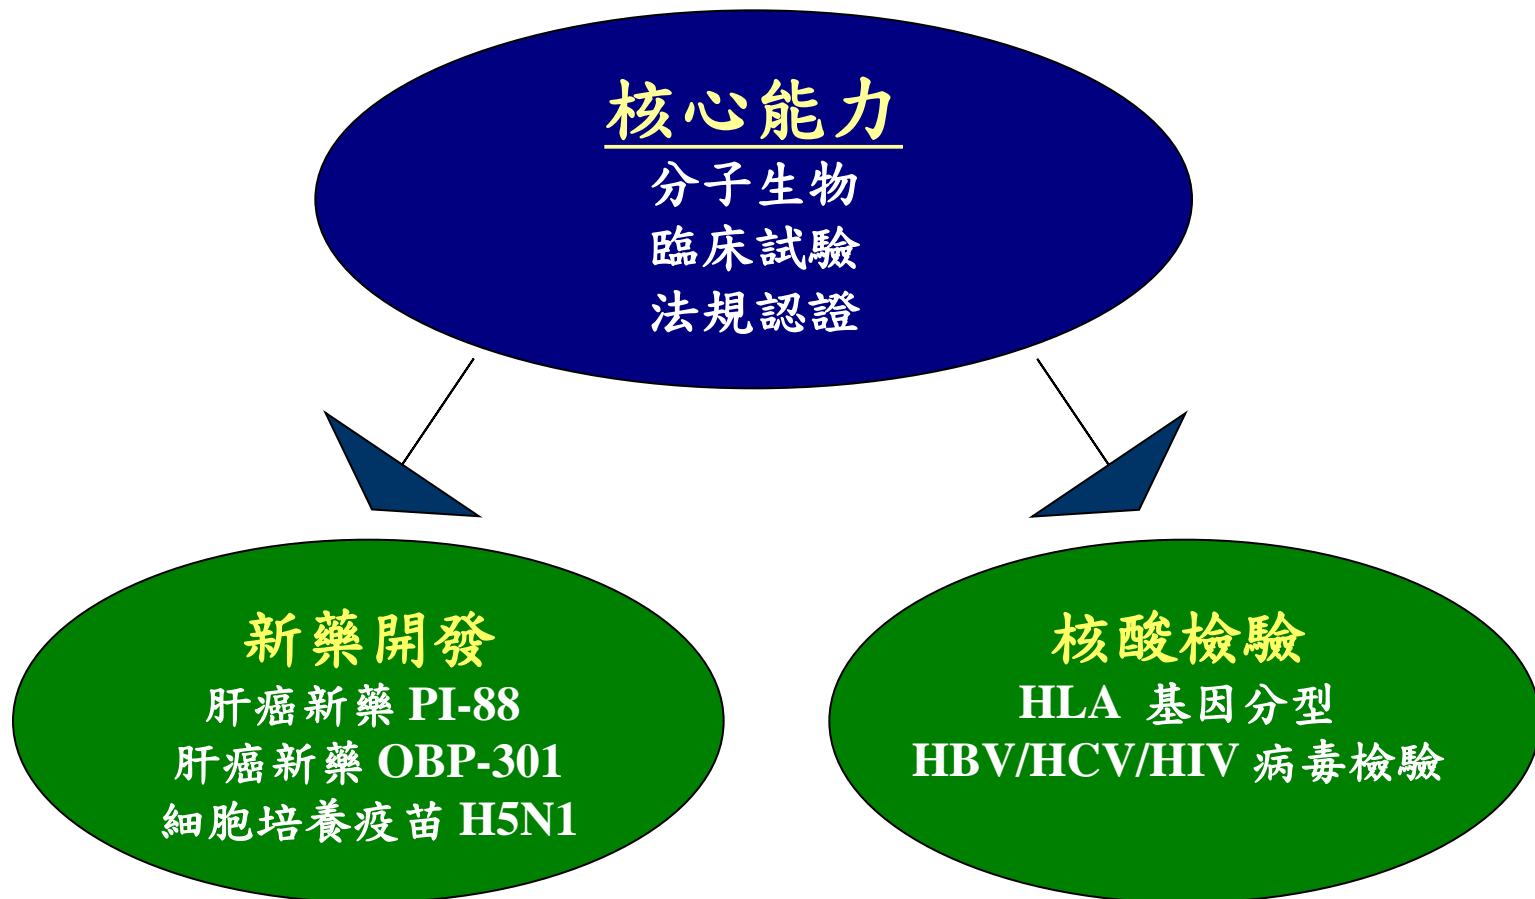 核心能力
分子生物
臨床試驗
法規認證
新藥開發
肝癌新藥 PI-88
肝癌新藥 OBP-301
細胞培養疫苗 H5N1
核酸檢驗
HLA 基因分型
HBV/HCV/HIV 病毒檢驗